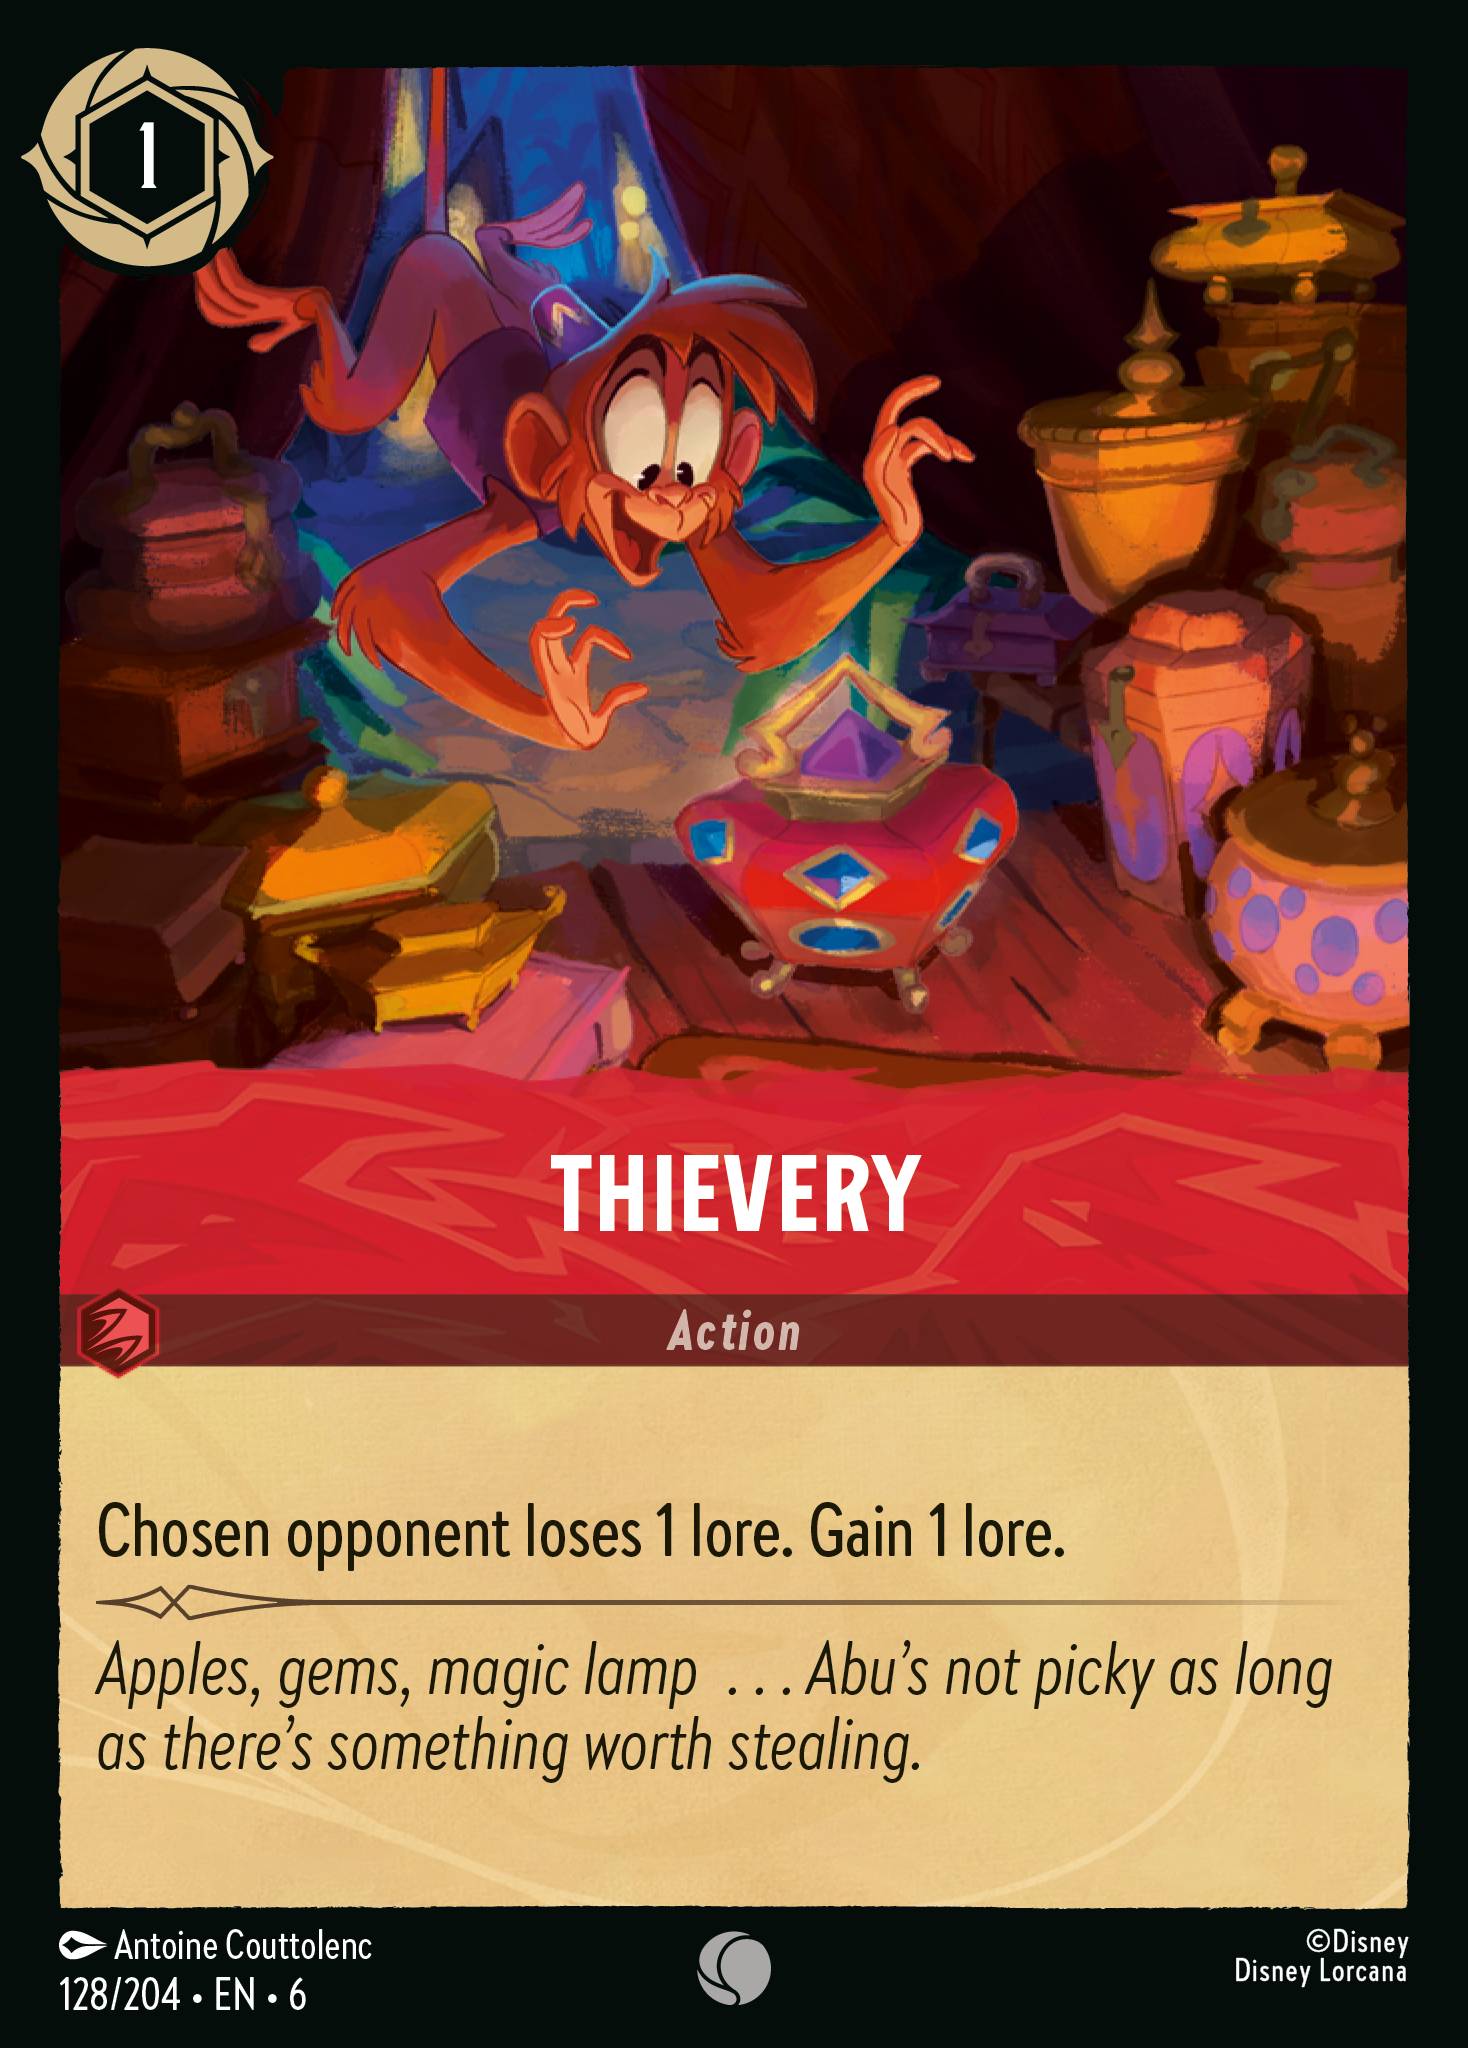 1
THIEVERY
Action
Chosen opponent loses 1 lore. Gain 1 lore.
Apples, gems, magic lamp . . . Abu’s not picky as long
as there’s something worth stealing.
Antoine Couttolenc
128/204 • EN • 6
©Disney
Disney Lorcana